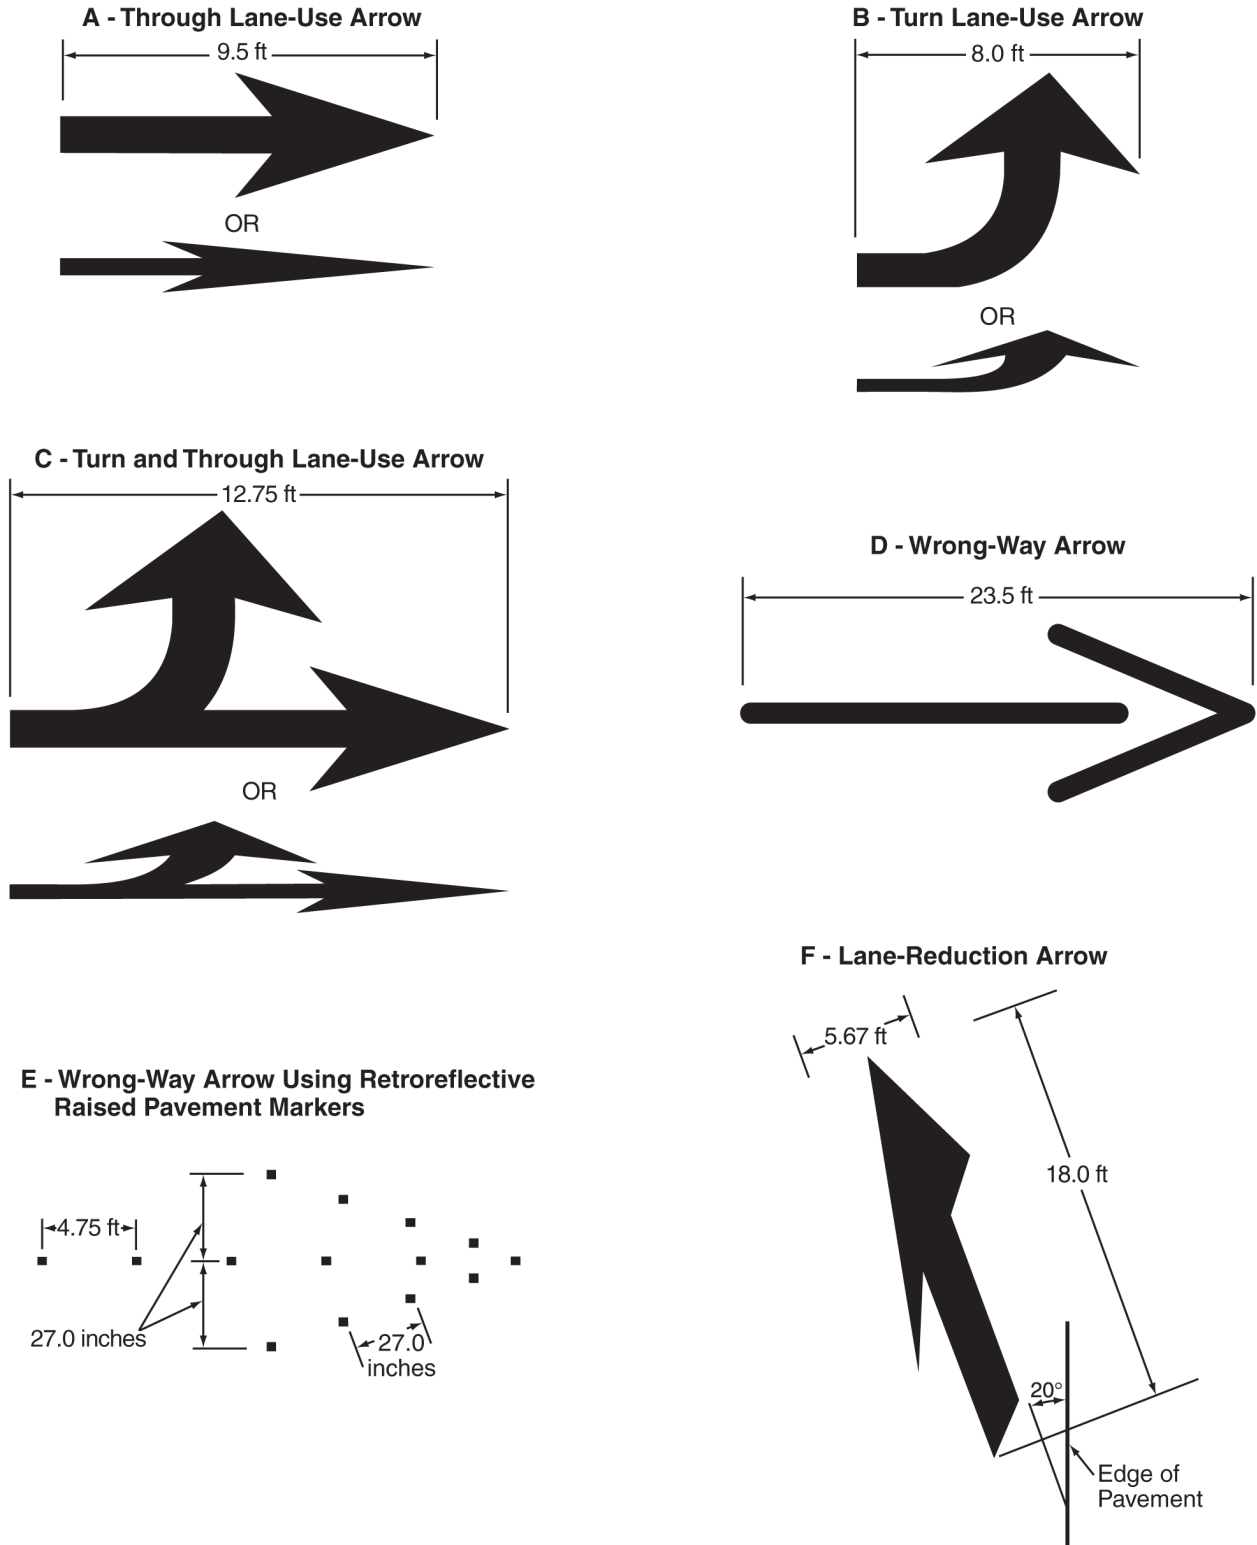 A - Through Lane-Use Arrow
9.5 ft
OR
B - Turn Lane-Use Arrow
8.0 ft
OR
C - Turn and Through Lane-Use Arrow
12.75 ft
OR
D - Wrong-Way Arrow
23.5 ft
E - Wrong-Way Arrow Using Retroreflective
Raised Pavement Markers
4.75 ft
27.0 inches
27.0
inches
F - Lane-Reduction Arrow
5.67 ft
18.0 ft
20°
Edge of
Pavement